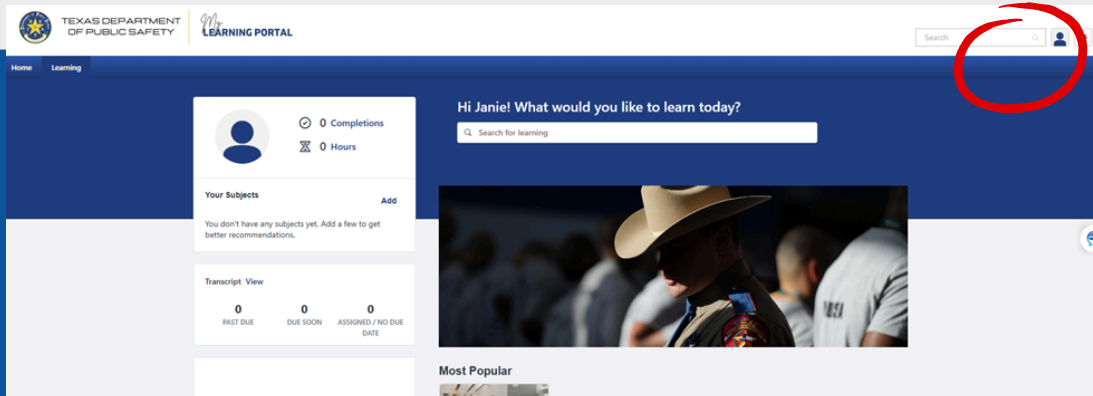 TEXAS DEPARTMENT
OF PUBLIC SAFETY
My
LEARNING PORTAL
Search
Home
Learning
Hi Janie! What would you like to learn today?
Search for learning
0 Completions
0 Hours
Your Subjects
Add
You don't have any subjects yet. Add a few to get
better recommendations.
Transcript View
0
PAST DUE
0
DUE SOON
0
ASSIGNED / NO DUE
DATE
Most Popular